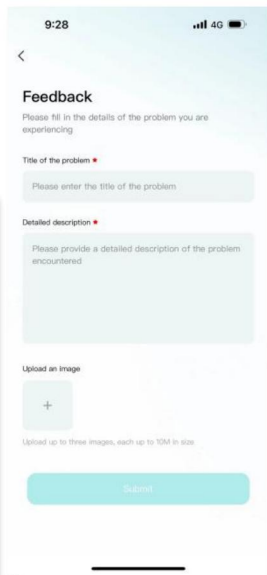 9:28
4G
Feedback
Please fill in the details of the problem you are
experiencing
Title of the problem *
Please enter the title of the problem
Detailed description *
Please provide a detailed description of the problem
encountered
Upload an image
+
Upload up to three images, each up to 10M in size
Submit